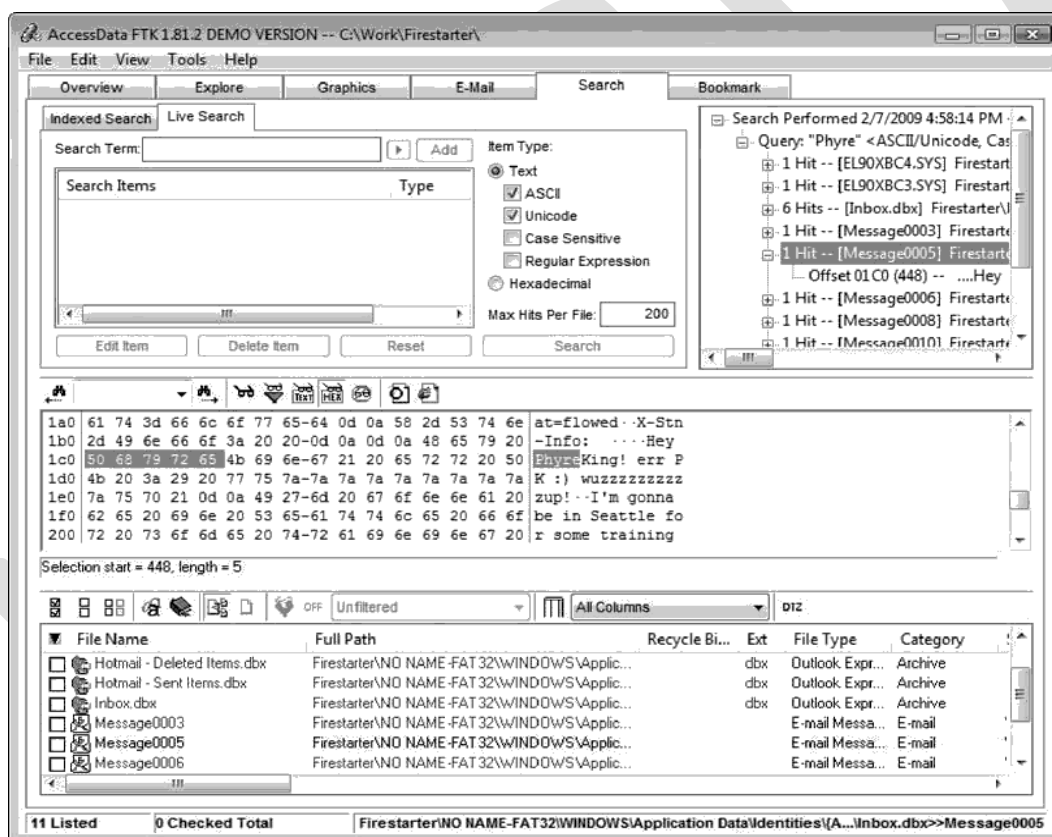 AccessData FTK 1.81.2 DEMO VERSION -- C:\Work\Firestarter\
File Edit View Tools Help
Overview Explore Graphics E-Mail Search Bookmark
Indexed Search Live Search
Search Term: Add
Search Items Type
Edit Item Delete Item Reset
Item Type:
Text
ASCII
Unicode
Case Sensitive
Regular Expression
Hexadecimal
Max Hits Per File: 200
Search
Search Performed 2/7/2009 4:58:14 PM
Query: "Phyre" <ASCII/Unicode, Cas
1 Hit -- [EL90XBC4.SYS] Firestart
1 Hit -- [EL90XBC3.SYS] Firestart
6 Hits -- [Inbox.dbx] Firestarter\
1 Hit -- [Message0003] Firestarte
1 Hit -- [Message0005] Firestarte
Offset 01C0 (448) -- ....Hey
1 Hit -- [Message0006] Firestarte
1 Hit -- [Message0008] Firestarte
1 Hit -- [Message0010] Firestarte
TEXT HEX
1a0 61 74 3d 66 6c 6f 77 65-64 0d 0a 58 2d 53 74 6e at=flowed··X-Stn
1b0 2d 49 6e 66 6f 3a 20 20-0d 0a 0d 0a 48 65 79 20 -Info: ····Hey
1c0 50 68 79 72 65 4b 69 6e-67 21 20 65 72 72 20 50 PhyreKing! err P
1d0 4b 20 3a 29 20 77 75 7a-7a 7a 7a 7a 7a 7a 7a 7a K :) wuzzzzzzzzz
1e0 7a 75 70 21 0d 0a 49 27-6d 20 67 6f 6e 6e 61 20 zup!··I'm gonna
1f0 62 65 20 69 6e 20 53 65-61 74 74 6c 65 20 66 6f be in Seattle fo
200 72 20 73 6f 6d 65 20 74-72 61 69 6e 69 6e 67 20 r some training
Selection start = 448, length = 5
OFF Unfiltered All Columns DTZ
File Name Full Path Recycle Bi... Ext File Type Category
Hotmail - Deleted Items.dbx Firestarter\NO NAME-FAT32\WINDOWS\Applic... dbx Outlook Expr... Archive
Hotmail - Sent Items.dbx Firestarter\NO NAME-FAT32\WINDOWS\Applic... dbx Outlook Expr... Archive
Inbox.dbx Firestarter\NO NAME-FAT32\WINDOWS\Applic... dbx Outlook Expr... Archive
Message0003 Firestarter\NO NAME-FAT32\WINDOWS\Applic... E-mail Messa... E-mail
Message0005 Firestarter\NO NAME-FAT32\WINDOWS\Applic... E-mail Messa... E-mail
Message0006 Firestarter\NO NAME-FAT32\WINDOWS\Applic... E-mail Messa... E-mail
11 Listed 0 Checked Total Firestarter\NO NAME-FAT32\WINDOWS\Application Data\Identities\{A...\Inbox.dbx>>Message0005